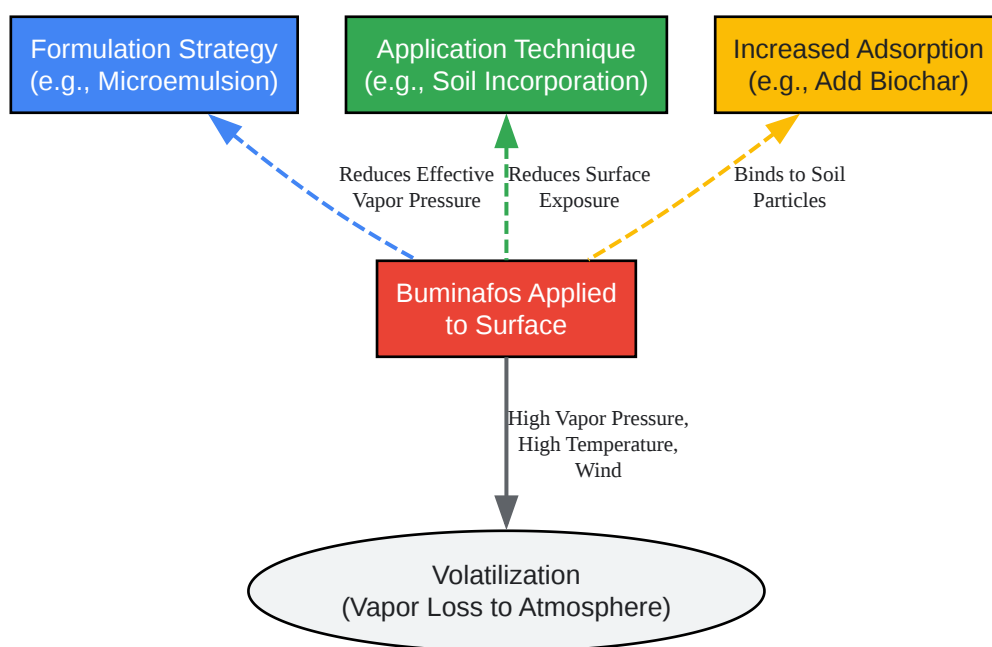 Formulation Strategy
(e.g., Microemulsion)
Application Technique
(e.g., Soil Incorporation)
Increased Adsorption
(e.g., Add Biochar)
Reduces Effective
Vapor Pressure
Reduces Surface
Exposure
Binds to Soil
Particles
Buminafos Applied
to Surface
High Vapor Pressure,
High Temperature,
Wind
Volatilization
(Vapor Loss to Atmosphere)